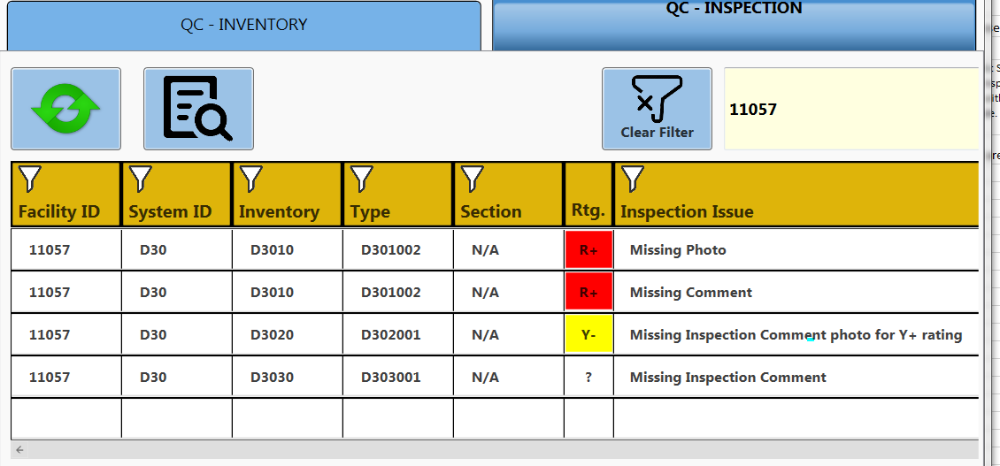 QC - INVENTORY
QC - INSPECTION
Clear Filter
11057
Facility ID System ID Inventory Type Section Rtg. Inspection Issue
11057 D30 D3010 D301002 N/A R+ Missing Photo
11057 D30 D3010 D301002 N/A R+ Missing Comment
11057 D30 D3020 D302001 N/A Y- Missing Inspection Comment photo for Y+ rating
11057 D30 D3030 D303001 N/A ? Missing Inspection Comment